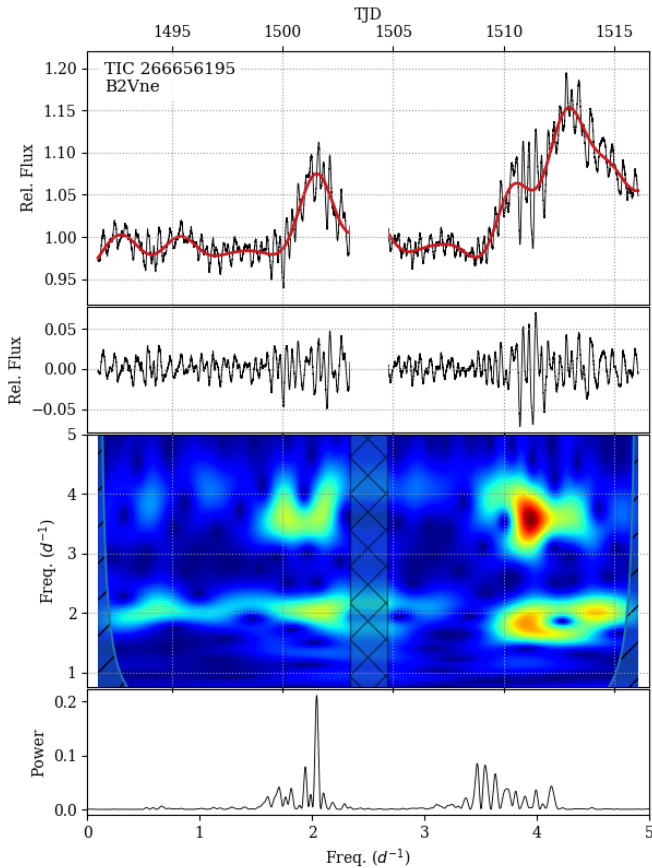 TJD
1495 1500 1505 1510 1515
TIC 266656195
B2Vne
1.20
1.15
1.10
1.05
1.00
0.95
Rel. Flux
0.05
0.00
−0.05
Rel. Flux
5
4
3
2
1
Freq. (d⁻¹)
0.2
0.1
0.0
Power
0 1 2 3 4 5
Freq. (d⁻¹)